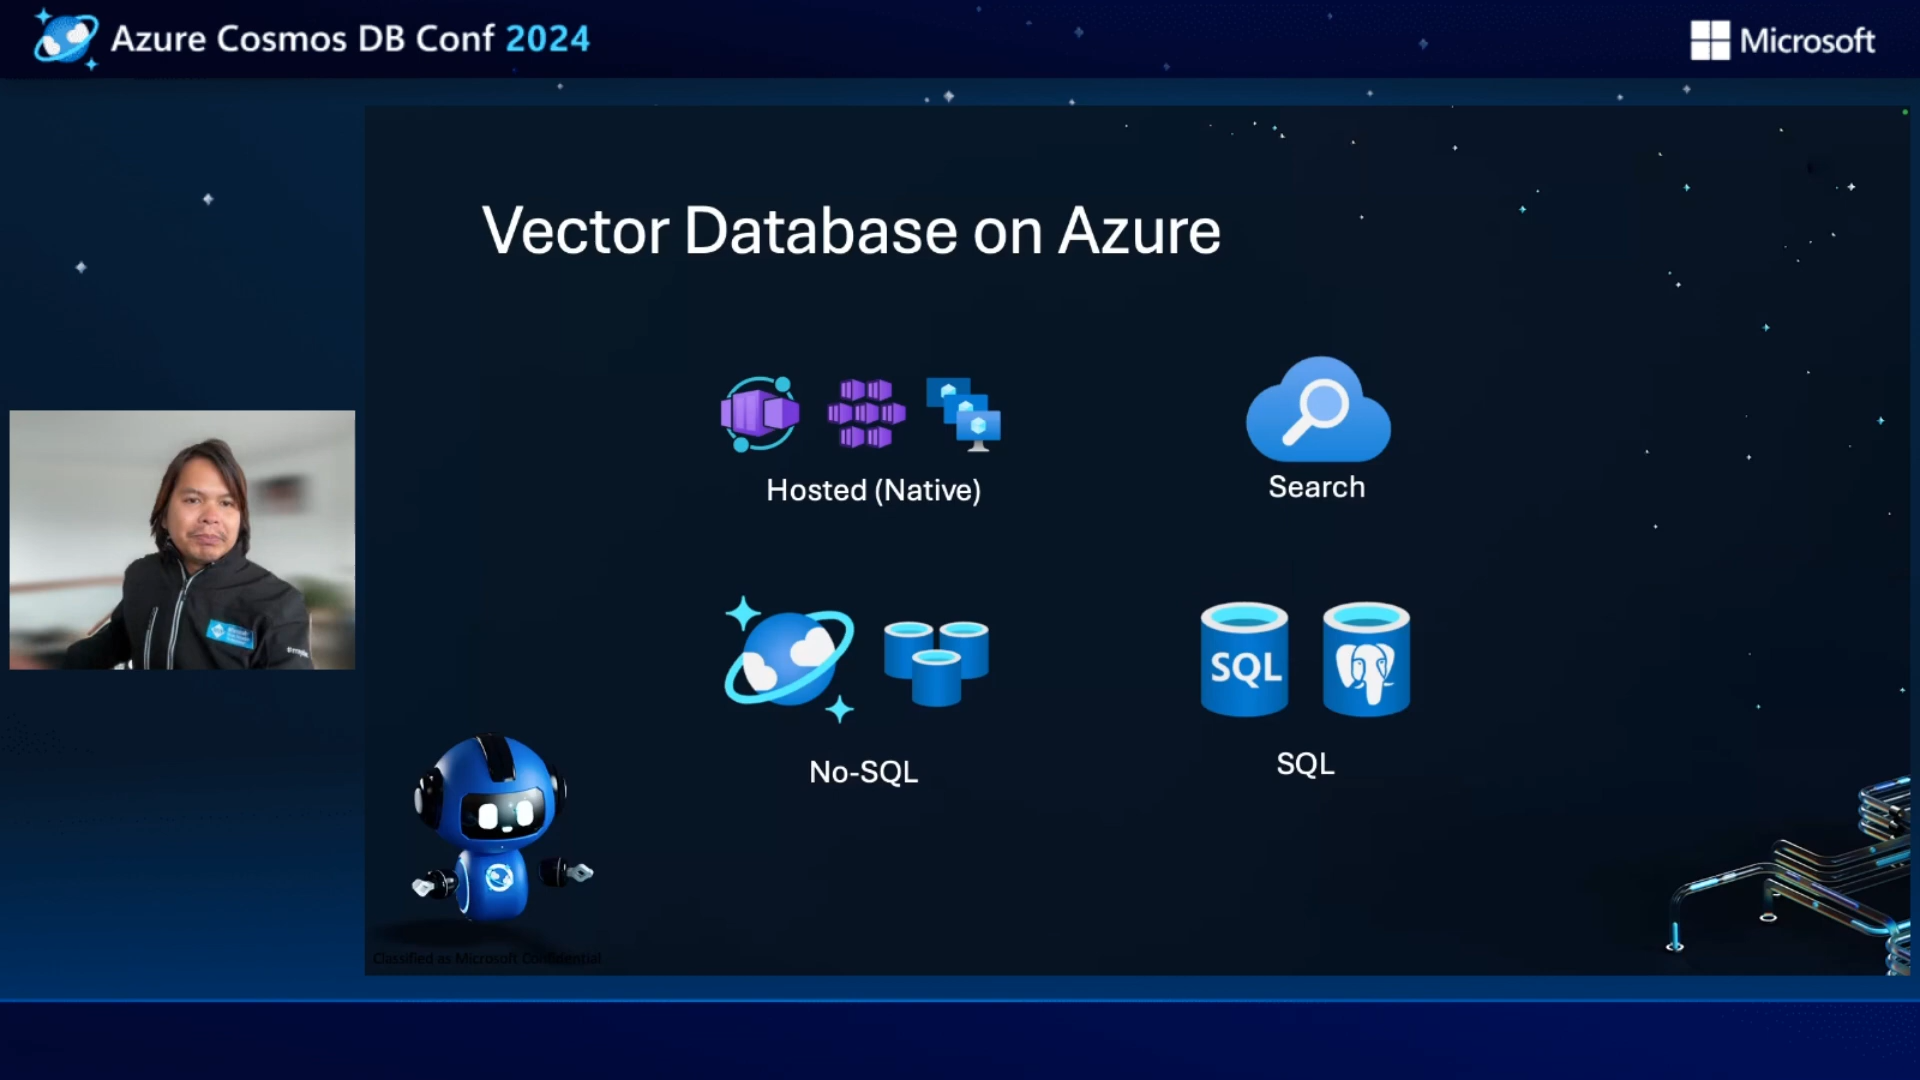 Azure Cosmos DB Conf 2024
Microsoft
Vector Database on Azure
Hosted (Native)
Search
SQL
No-SQL
SQL
Classified as Microsoft Confidential